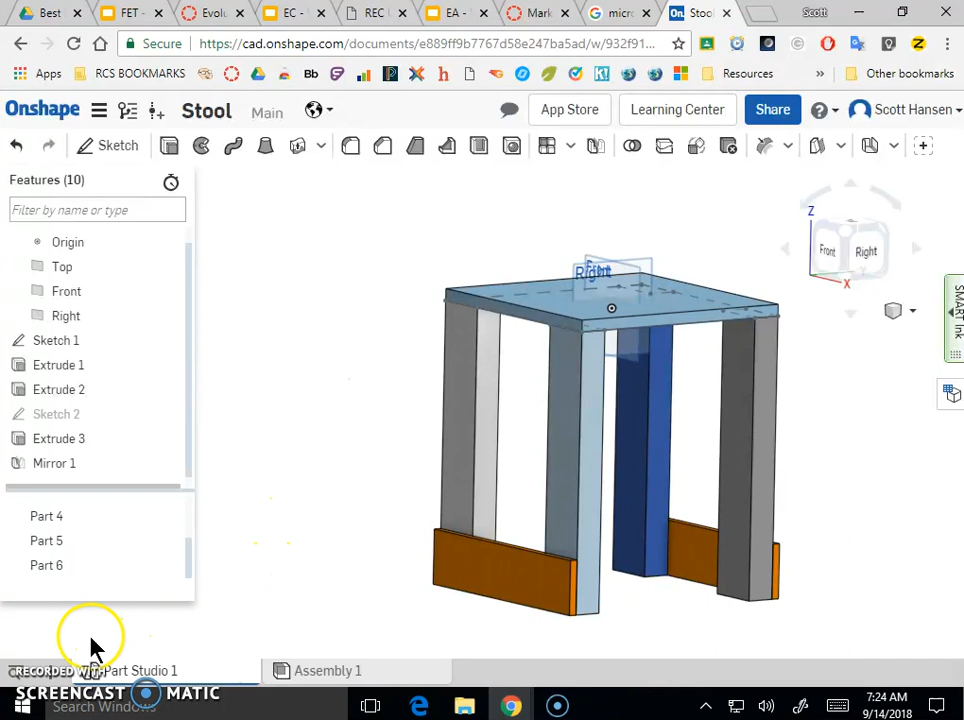 Best
FET -
Evolu
EC - V
REC L
EA - E
Mark
micro
Stool
Scott
Secure
https://cad.onshape.com/documents/e889ff9b7767d58e247ba5ad/w/932f91...
Apps
RCS BOOKMARKS
Bb
Resources
Other bookmarks
Onshape
Stool
Main
App Store
Learning Center
Share
Scott Hansen
Sketch
Features (10)
Filter by name or type
Origin
Top
Front
Right
Sketch 1
Extrude 1
Extrude 2
Sketch 2
Extrude 3
Mirror 1
Part 4
Part 5
Part 6
Z
Front
Right
X
Right
SMART Ink
Part Studio 1
Assembly 1
RECORDED WITH
SCREENCAST MATIC
Search Windows
7:24 AM
9/14/2018